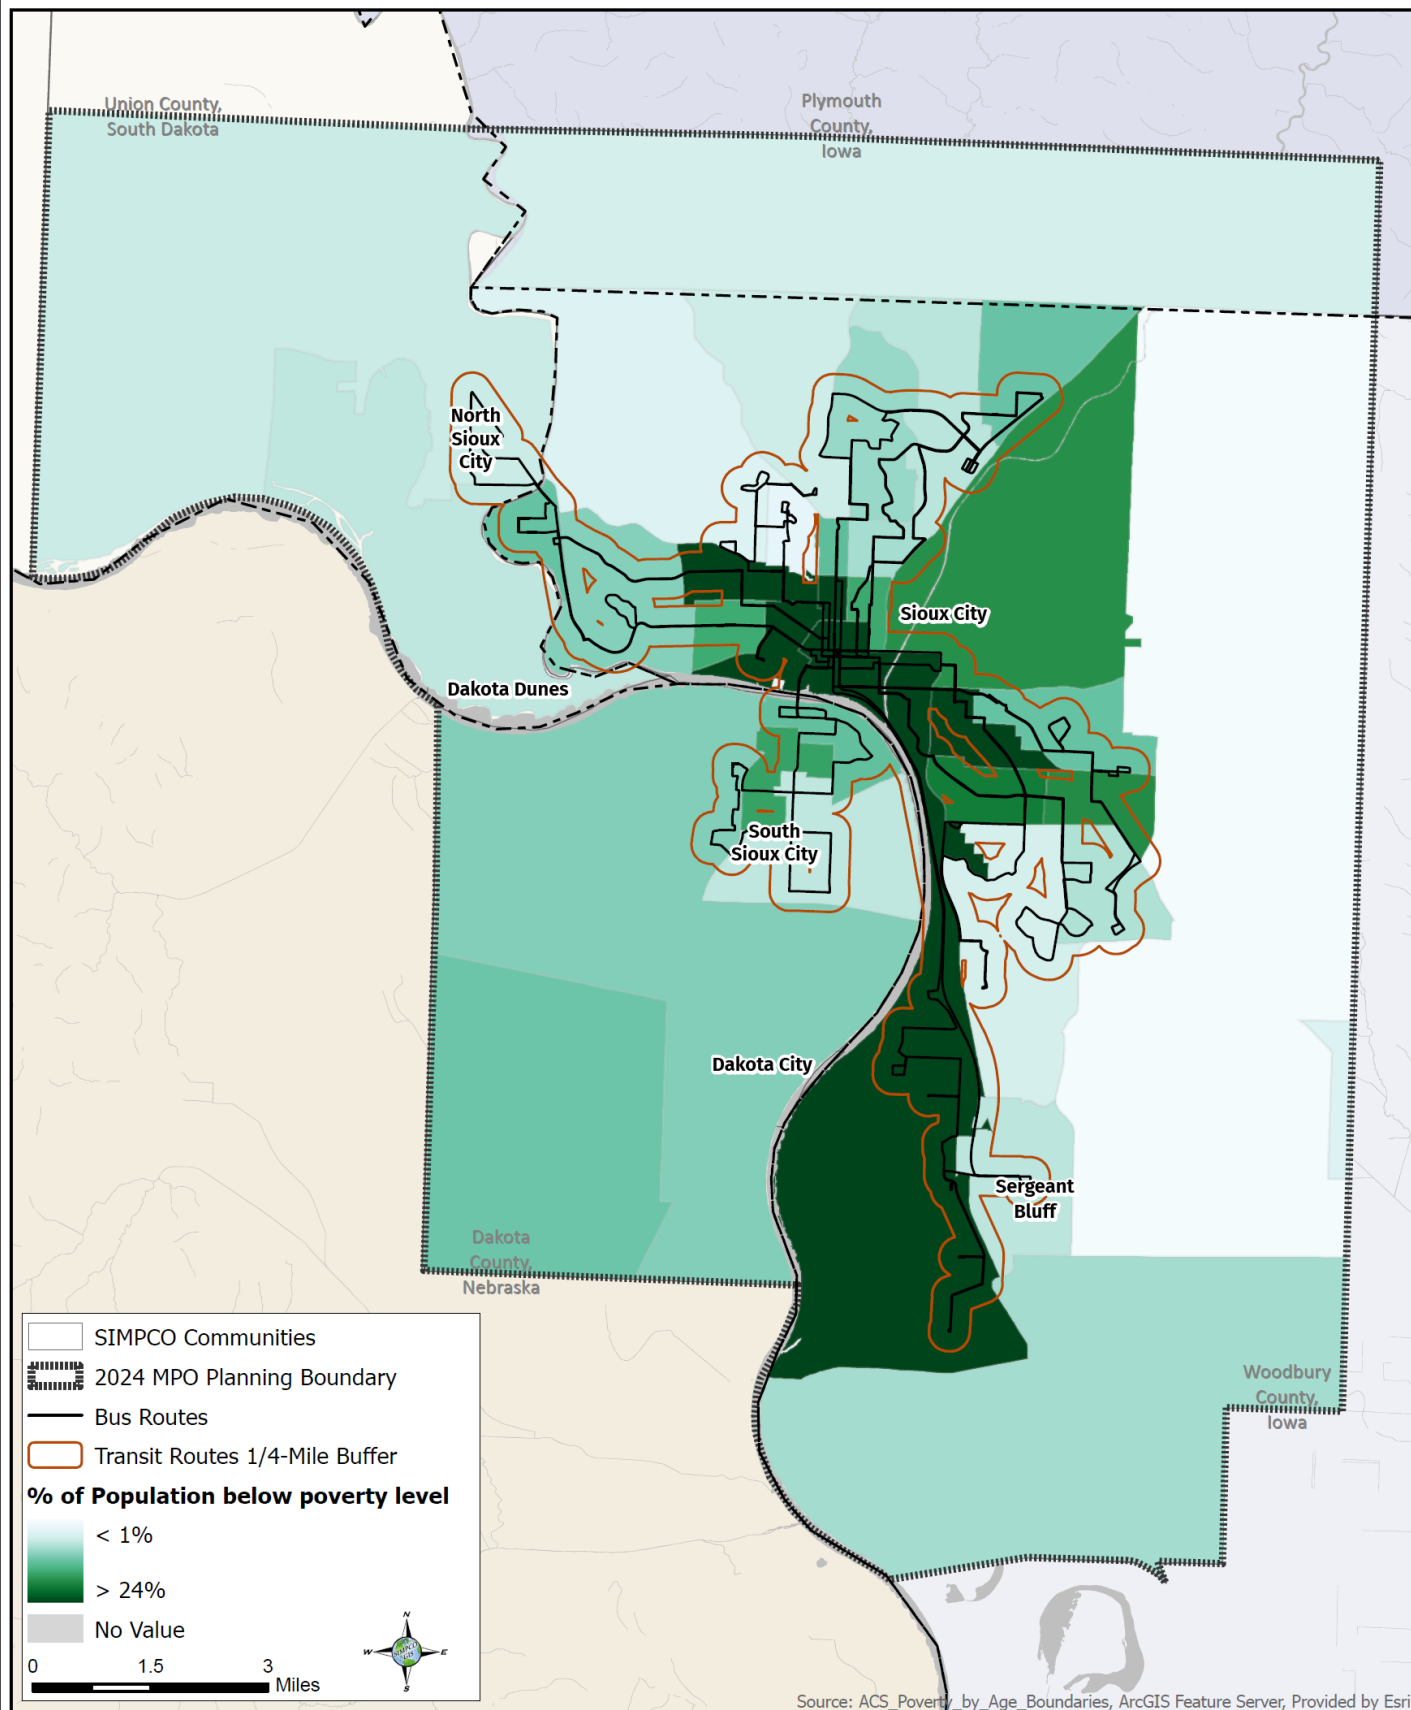 Union County,
South Dakota
Plymouth
County,
Iowa
North
Sioux
City
Sioux City
Dakota Dunes
South
Sioux City
Dakota City
Sergeant
Bluff
Dakota
County,
Nebraska
Woodbury
County,
Iowa
SIMPCO Communities
2024 MPO Planning Boundary
Bus Routes
Transit Routes 1/4-Mile Buffer
% of Population below poverty level
< 1%
> 24%
No Value
0 1.5 3
Miles
N
W E
S
SIMPCO
GIS
Source: ACS_Poverty_by_Age_Boundaries, ArcGIS Feature Server, Provided by Esri